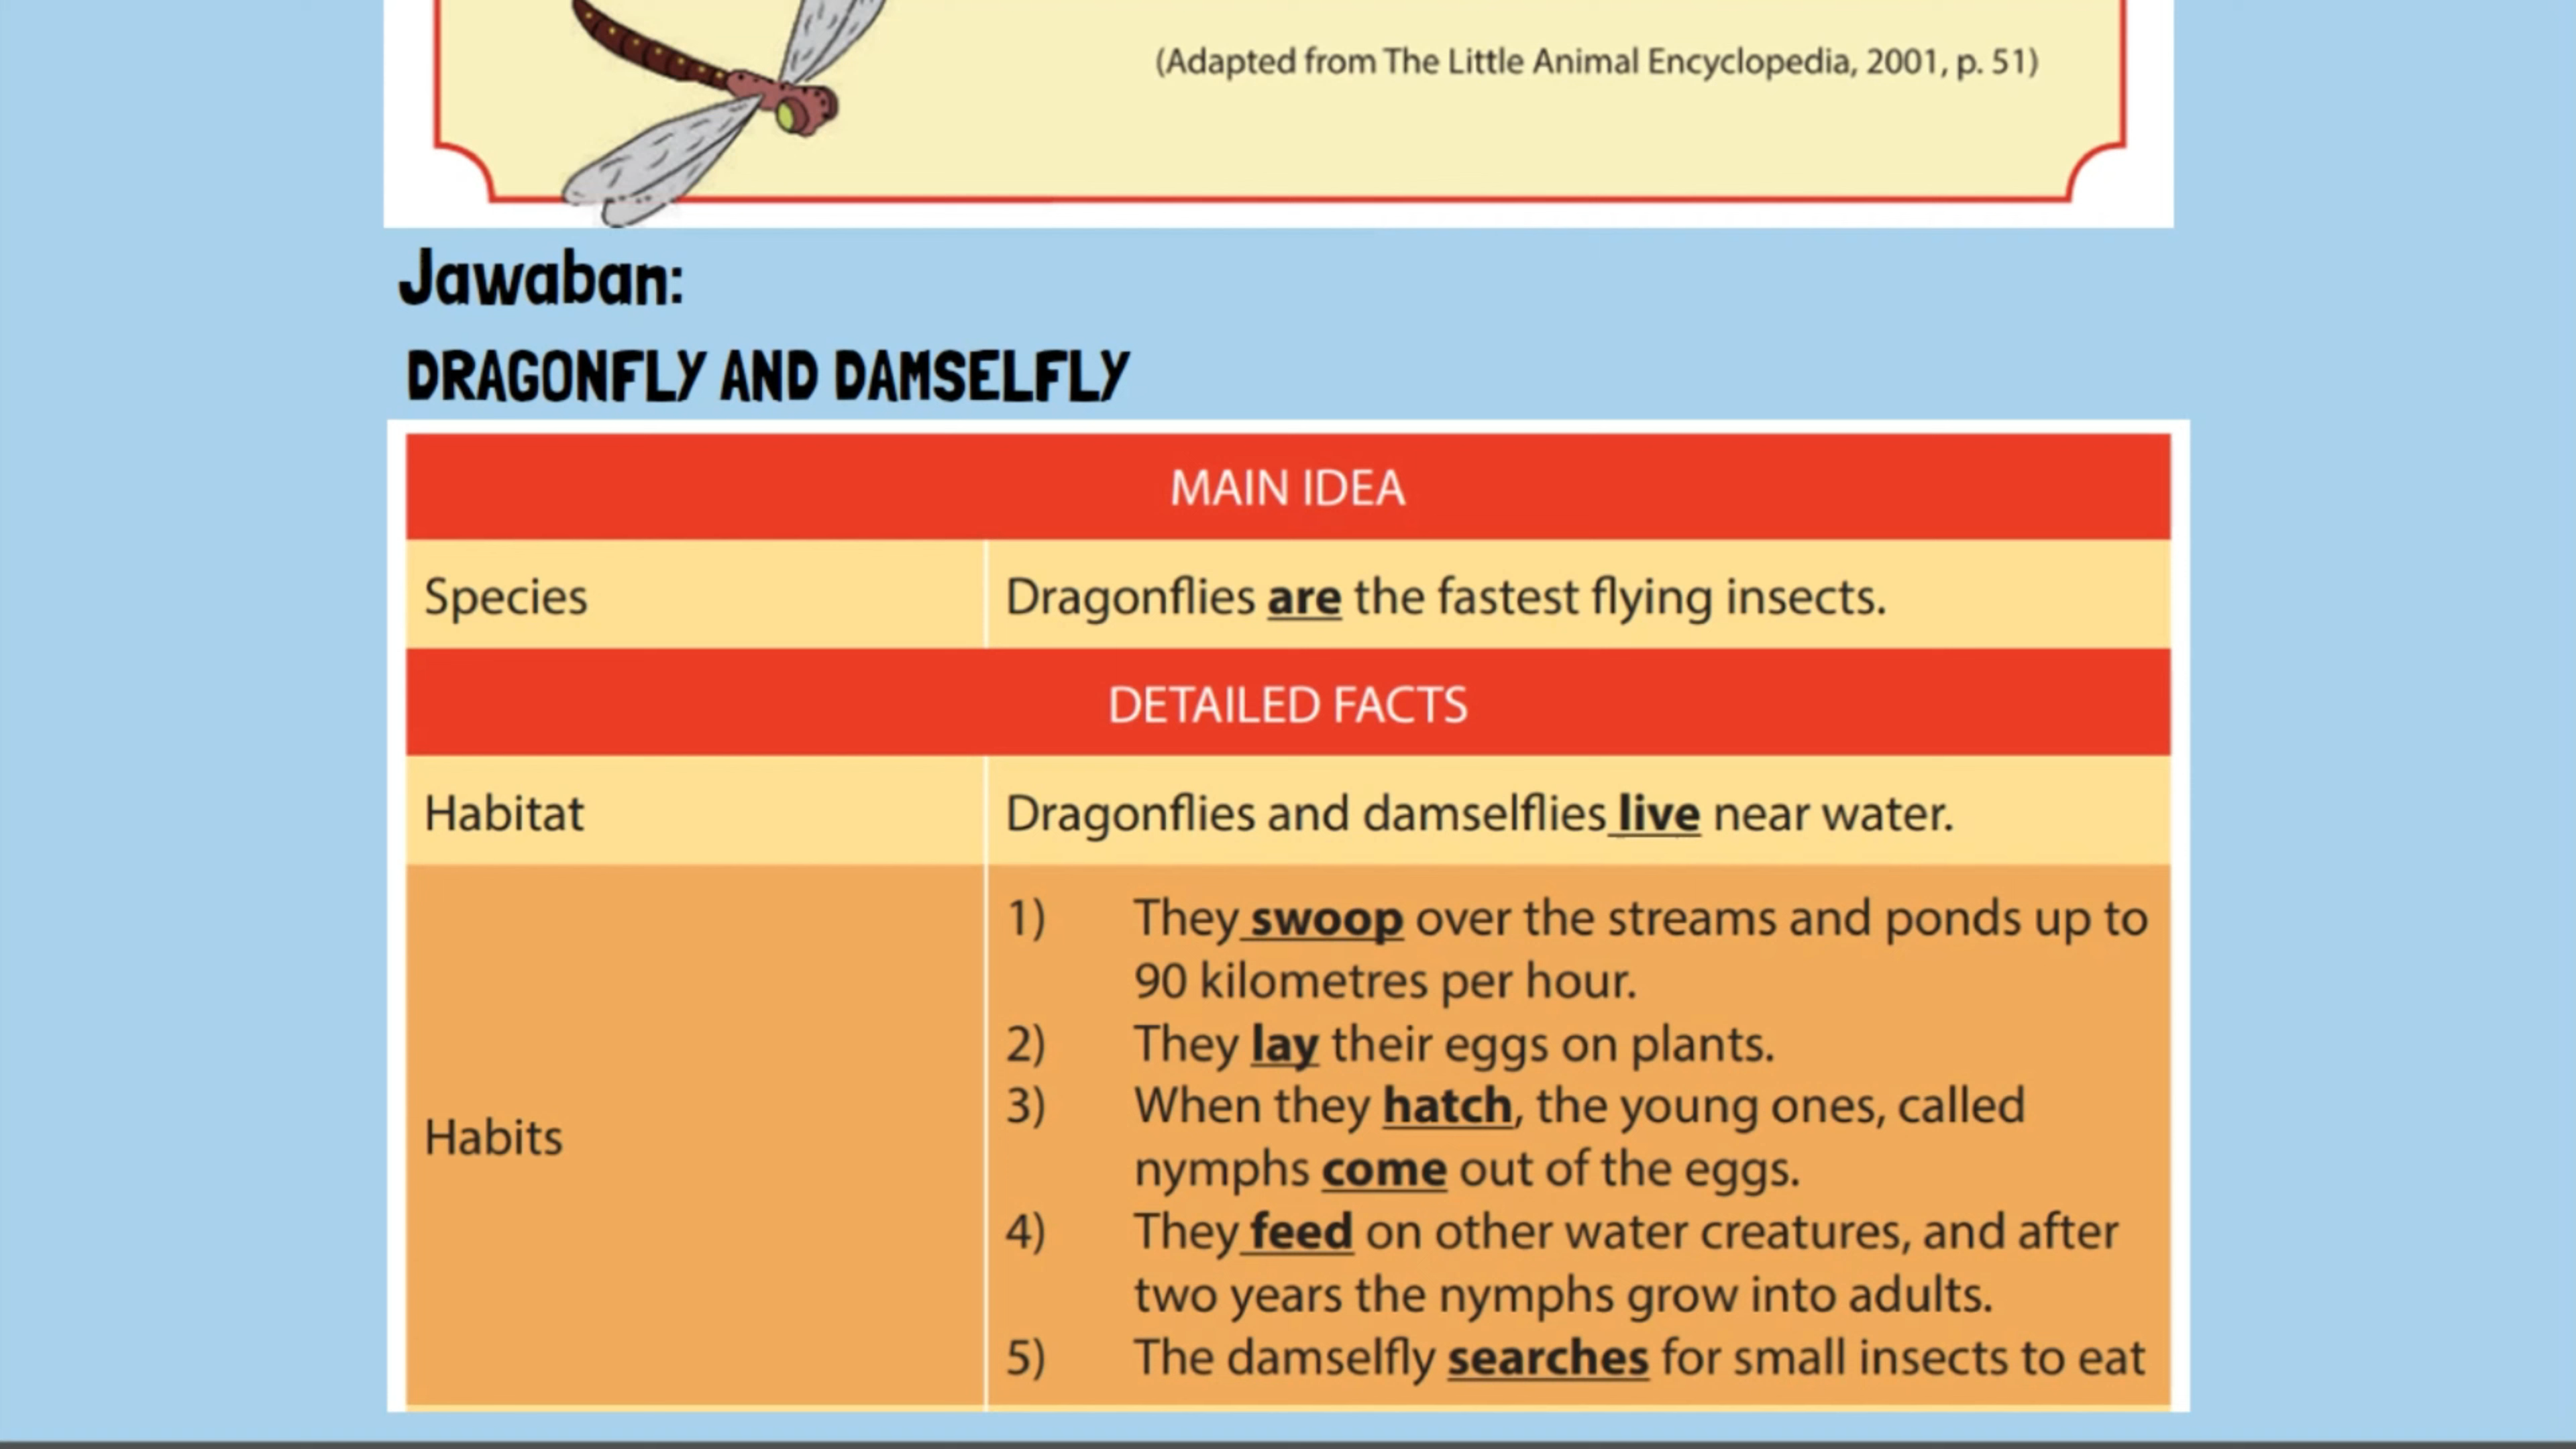 (Adapted from The Little Animal Encyclopedia, 2001, p. 51)
Jawaban:
DRAGONFLY AND DAMSELFLY
MAIN IDEA
Species
Dragonflies are the fastest flying insects.
DETAILED FACTS
Habitat
Dragonflies and damselflies live near water.
Habits
1) They swoop over the streams and ponds up to
90 kilometres per hour.
2) They lay their eggs on plants.
3) When they hatch, the young ones, called
nymphs come out of the eggs.
4) They feed on other water creatures, and after
two years the nymphs grow into adults.
5) The damselfly searches for small insects to eat